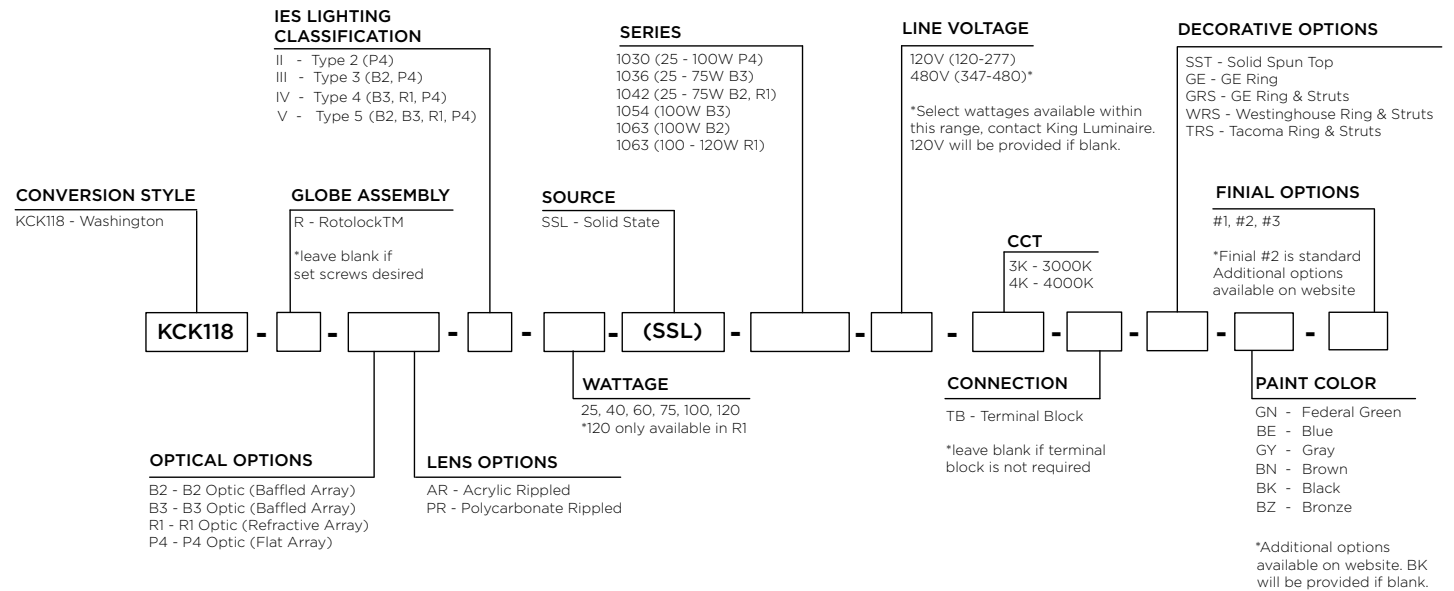 IES LIGHTING
CLASSIFICATION
II - Type 2 (P4)
III - Type 3 (B2, P4)
IV - Type 4 (B3, R1, P4)
V - Type 5 (B2, B3, R1, P4)
SERIES
1030 (25 - 100W P4)
1036 (25 - 75W B3)
1042 (25 - 75W B2, R1)
1054 (100W B3)
1063 (100W B2)
1063 (100 - 120W R1)
LINE VOLTAGE
120V (120-277)
480V (347-480)*
*Select wattages available within
this range, contact King Luminaire.
120V will be provided if blank.
DECORATIVE OPTIONS
SST - Solid Spun Top
GE - GE Ring
GRS - GE Ring & Struts
WRS - Westinghouse Ring & Struts
TRS - Tacoma Ring & Struts
CONVERSION STYLE
KCK118 - Washington
GLOBE ASSEMBLY
R - RotolockTM
*leave blank if
set screws desired
SOURCE
SSL - Solid State
CCT
3K - 3000K
4K - 4000K
FINIAL OPTIONS
#1, #2, #3
*Finial #2 is standard
Additional options
available on website
KCK118 - - - - - (SSL) - - - - - - -
OPTICAL OPTIONS
B2 - B2 Optic (Baffled Array)
B3 - B3 Optic (Baffled Array)
R1 - R1 Optic (Refractive Array)
P4 - P4 Optic (Flat Array)
LENS OPTIONS
AR - Acrylic Rippled
PR - Polycarbonate Rippled
WATTAGE
25, 40, 60, 75, 100, 120
*120 only available in R1
CONNECTION
TB - Terminal Block
*leave blank if terminal
block is not required
PAINT COLOR
GN - Federal Green
BE - Blue
GY - Gray
BN - Brown
BK - Black
BZ - Bronze
*Additional options
available on website. BK
will be provided if blank.